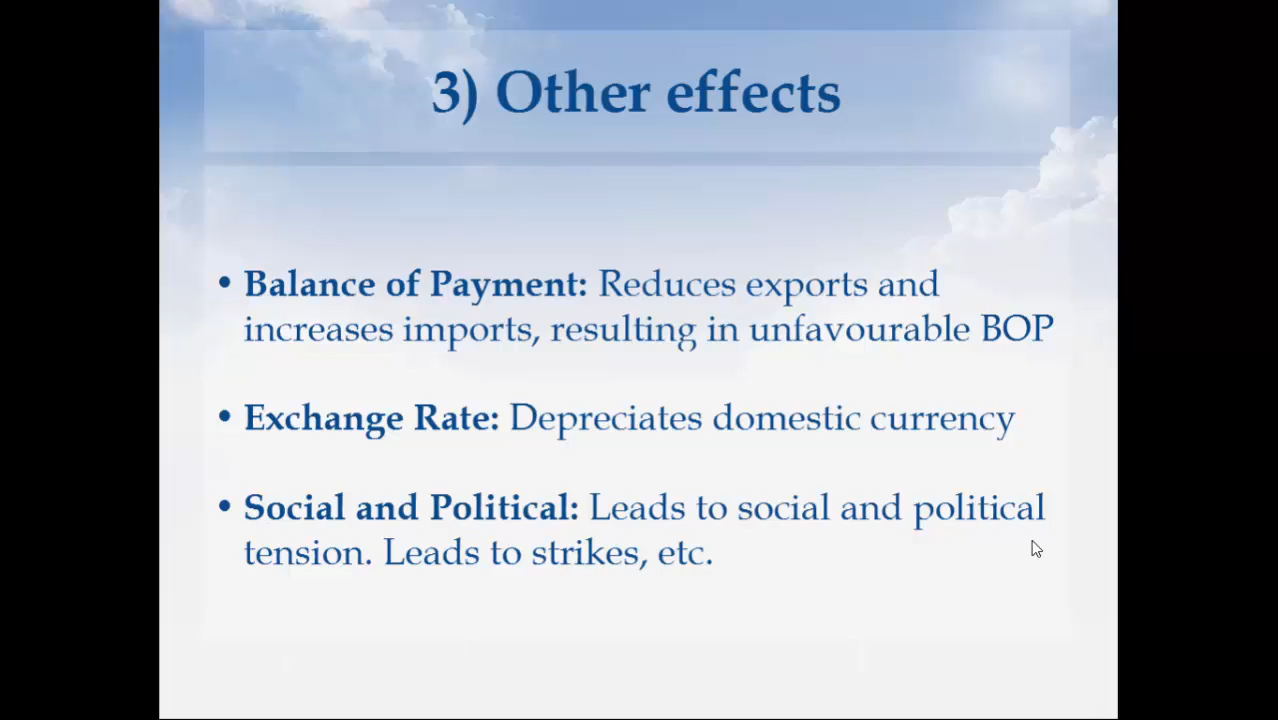 3) Other effects
• Balance of Payment: Reduces exports and
increases imports, resulting in unfavourable BOP
• Exchange Rate: Depreciates domestic currency
• Social and Political: Leads to social and political
tension. Leads to strikes, etc.